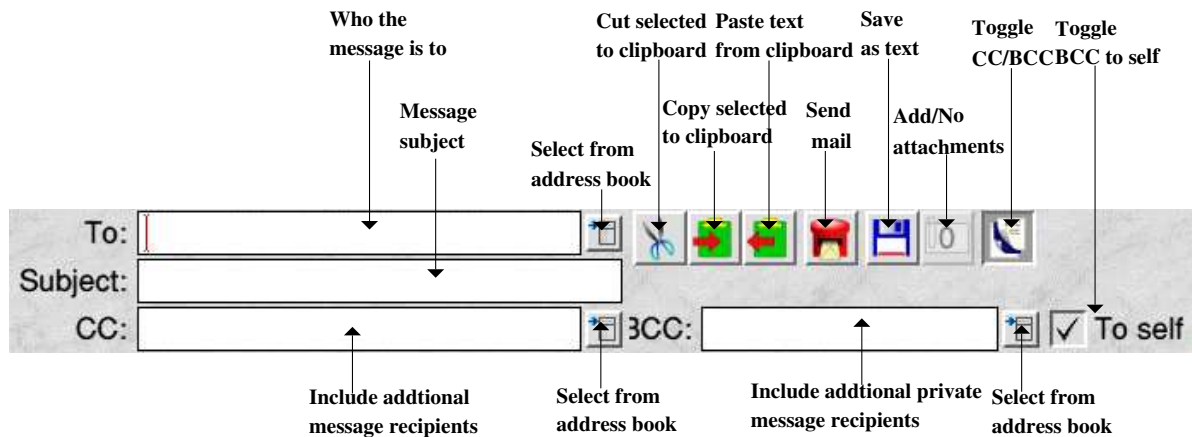 Who the
message is to
Cut selected
to clipboard
Paste text
from clipboard
Save
as text
Toggle
CC/BCC
Toggle
BCC to self
Message
subject
Select from
address book
Copy selected
to clipboard
Send
mail
Add/No
attachments
To:
0
Subject:
CC:
BCC:
To self
Include addtional
message recipients
Select from
address book
Include addtional private
message recipients
Select from
address book